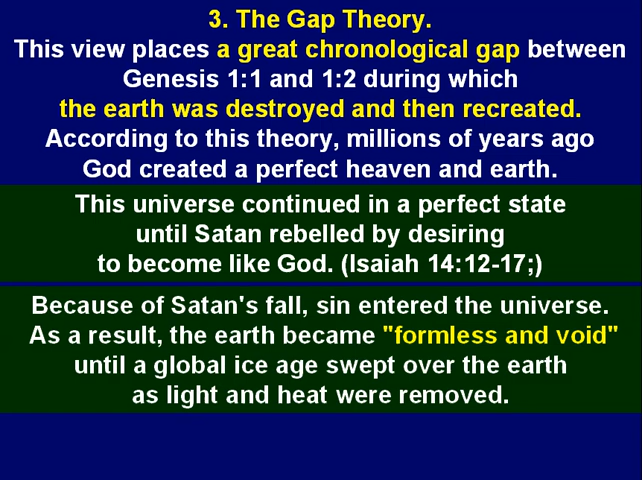 3. The Gap Theory.
This view places a great chronological gap between
Genesis 1:1 and 1:2 during which
the earth was destroyed and then recreated.
According to this theory, millions of years ago
God created a perfect heaven and earth.
This universe continued in a perfect state
until Satan rebelled by desiring
to become like God. (Isaiah 14:12-17;)
Because of Satan's fall, sin entered the universe.
As a result, the earth became "formless and void"
until a global ice age swept over the earth
as light and heat were removed.